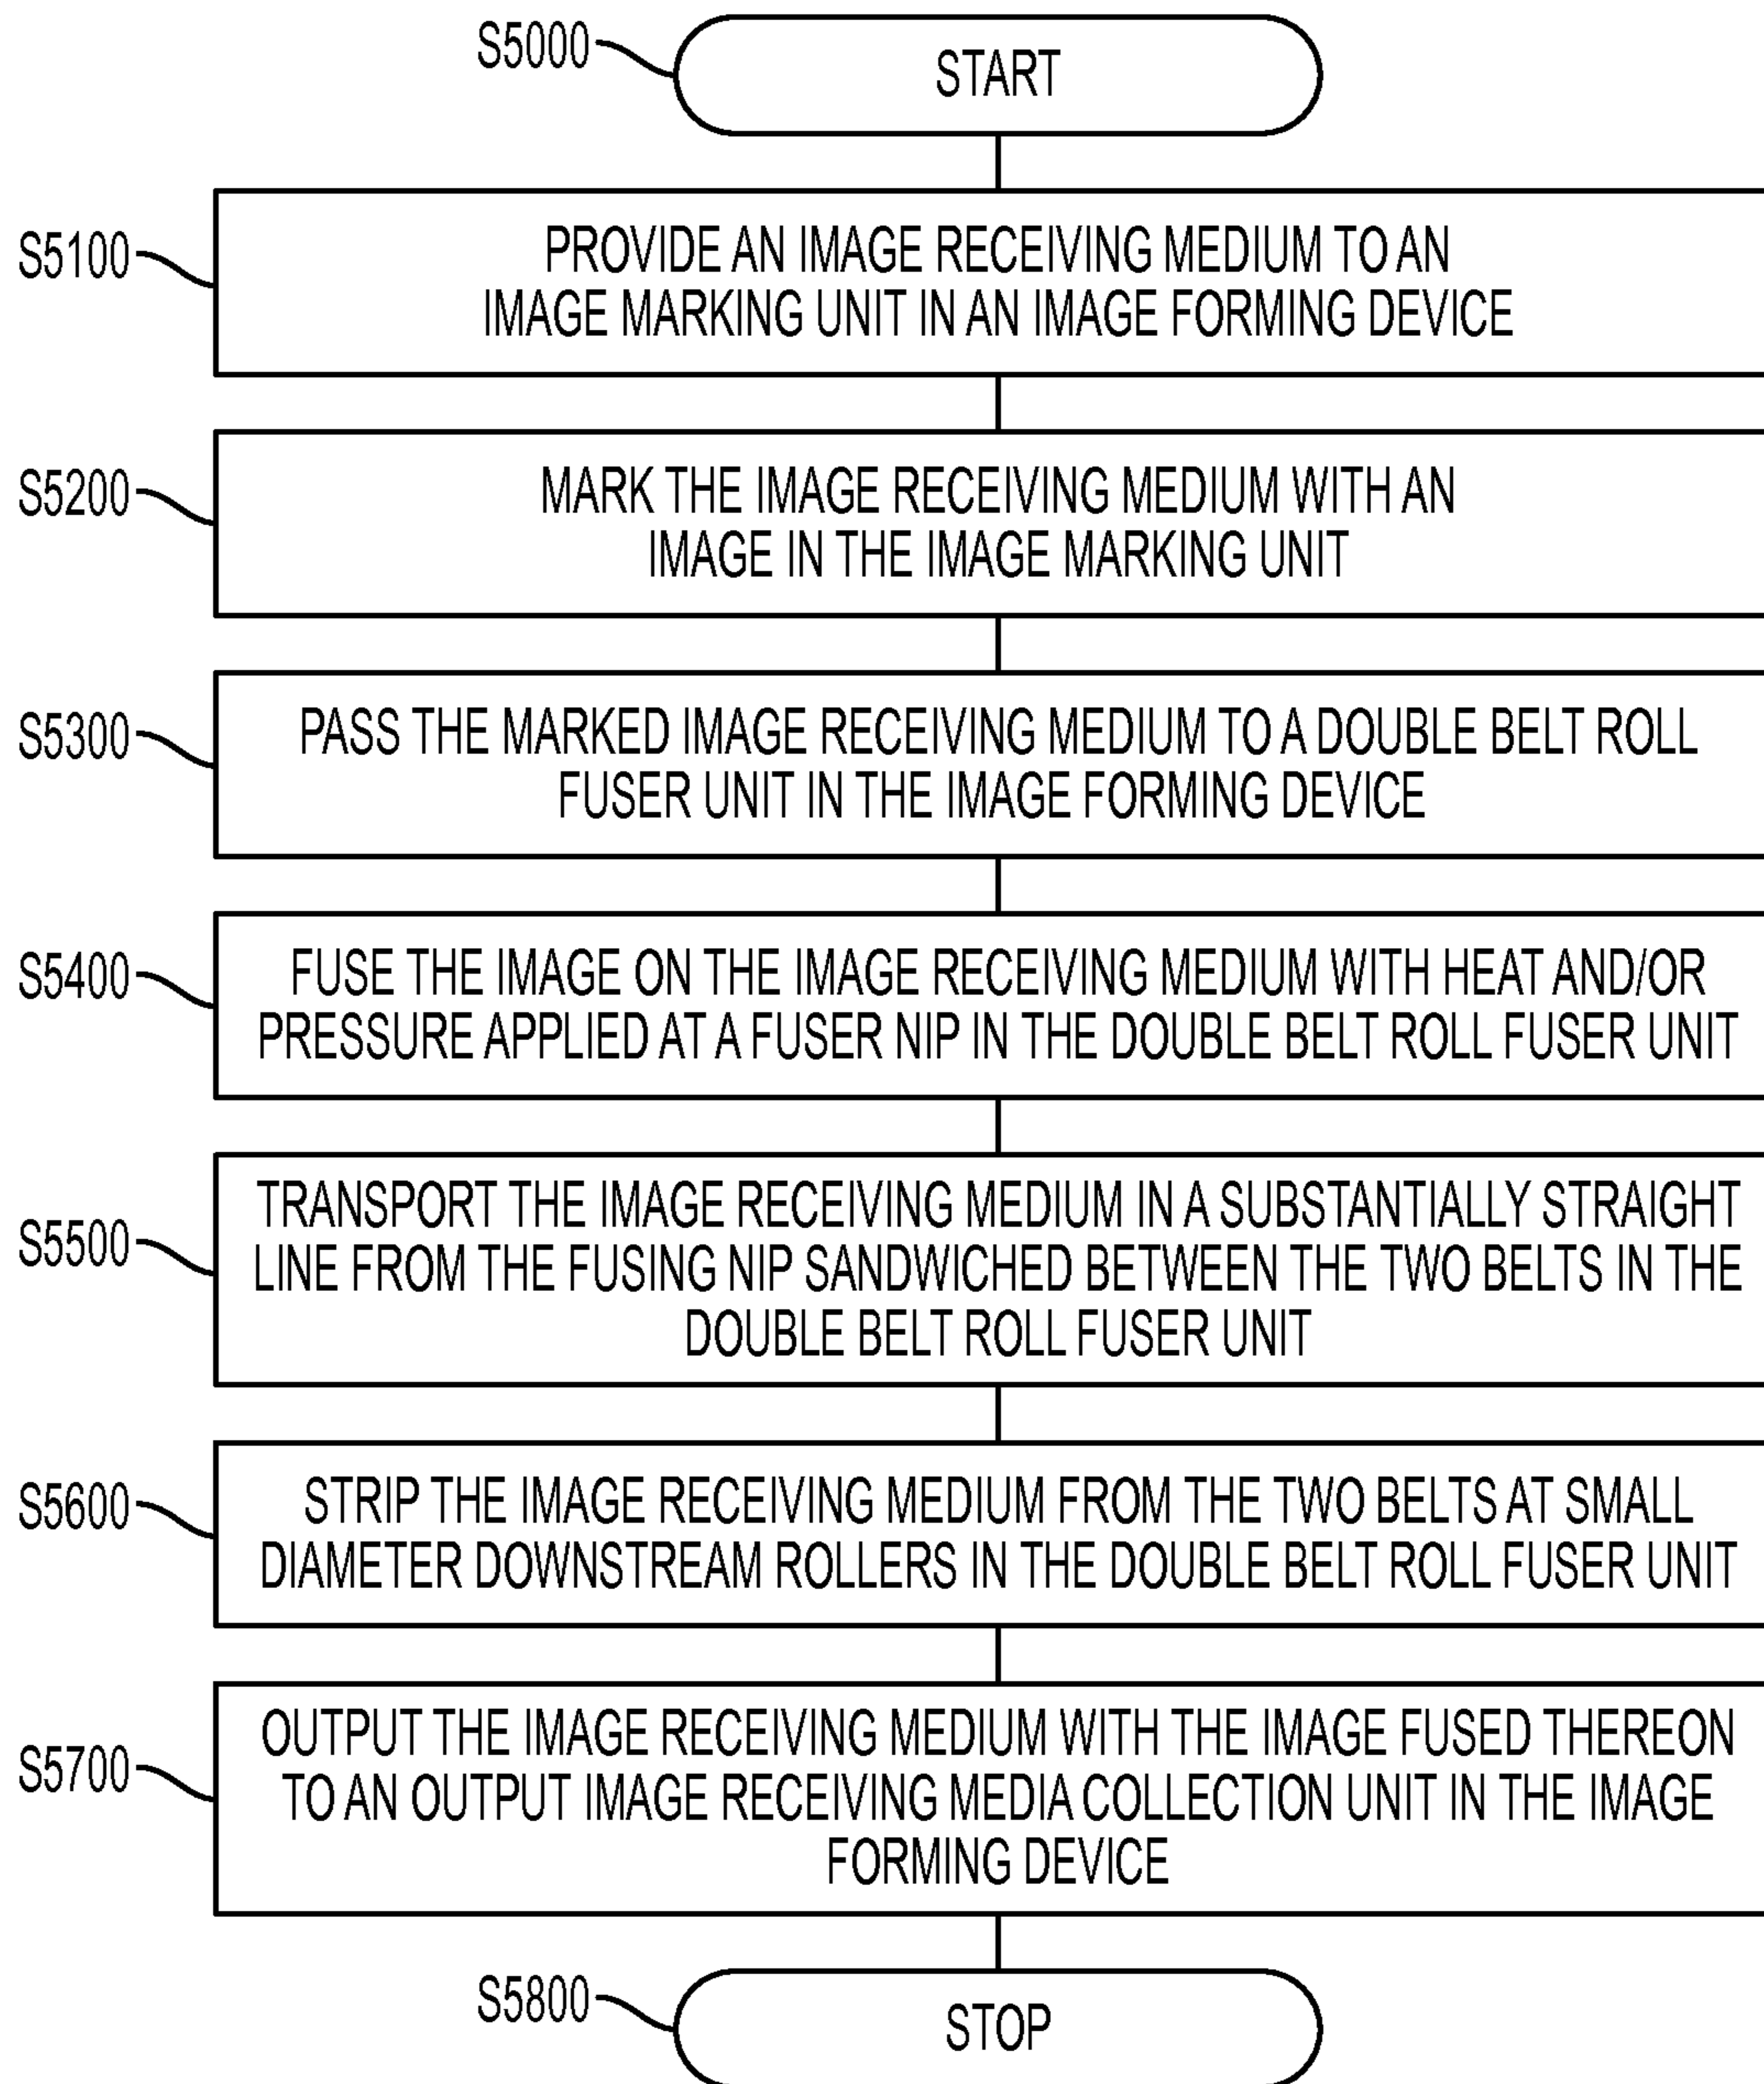 S5000
START
S5100
PROVIDE AN IMAGE RECEIVING MEDIUM TO AN
IMAGE MARKING UNIT IN AN IMAGE FORMING DEVICE
S5200
MARK THE IMAGE RECEIVING MEDIUM WITH AN
IMAGE IN THE IMAGE MARKING UNIT
S5300
PASS THE MARKED IMAGE RECEIVING MEDIUM TO A DOUBLE BELT ROLL
FUSER UNIT IN THE IMAGE FORMING DEVICE
S5400
FUSE THE IMAGE ON THE IMAGE RECEIVING MEDIUM WITH HEAT AND/OR
PRESSURE APPLIED AT A FUSER NIP IN THE DOUBLE BELT ROLL FUSER UNIT
S5500
TRANSPORT THE IMAGE RECEIVING MEDIUM IN A SUBSTANTIALLY STRAIGHT
LINE FROM THE FUSING NIP SANDWICHED BETWEEN THE TWO BELTS IN THE
DOUBLE BELT ROLL FUSER UNIT
S5600
STRIP THE IMAGE RECEIVING MEDIUM FROM THE TWO BELTS AT SMALL
DIAMETER DOWNSTREAM ROLLERS IN THE DOUBLE BELT ROLL FUSER UNIT
S5700
OUTPUT THE IMAGE RECEIVING MEDIUM WITH THE IMAGE FUSED THEREON
TO AN OUTPUT IMAGE RECEIVING MEDIA COLLECTION UNIT IN THE IMAGE
FORMING DEVICE
S5800
STOP